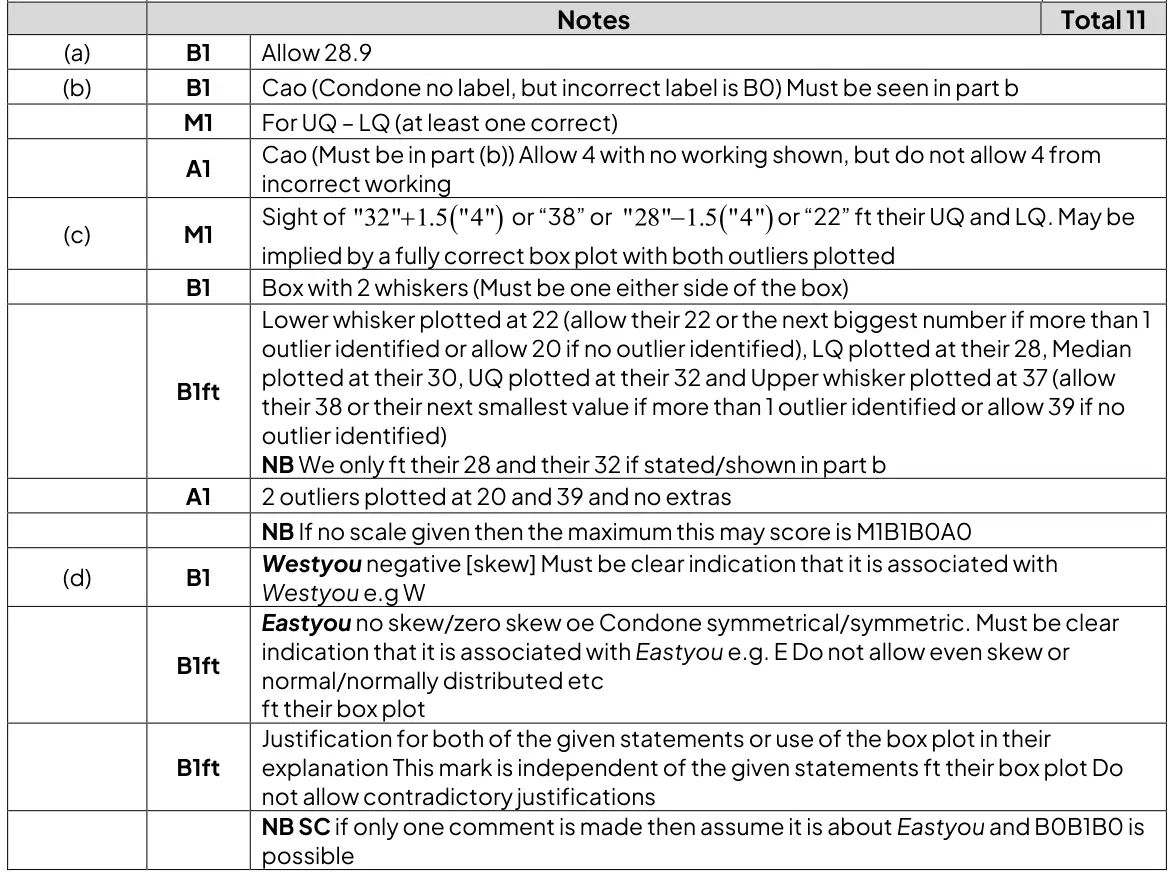 Notes Total 11
(a) B1 Allow 28.9
(b) B1 Cao (Condone no label, but incorrect label is B0) Must be seen in part b
M1 For UQ – LQ (at least one correct)
A1 Cao (Must be in part (b)) Allow 4 with no working shown, but do not allow 4 from
incorrect working
(c) M1 Sight of "32"+1.5("4") or “38” or "28"−1.5("4") or “22” ft their UQ and LQ. May be
implied by a fully correct box plot with both outliers plotted
B1 Box with 2 whiskers (Must be one either side of the box)
B1ft Lower whisker plotted at 22 (allow their 22 or the next biggest number if more than 1
outlier identified or allow 20 if no outlier identified), LQ plotted at their 28, Median
plotted at their 30, UQ plotted at their 32 and Upper whisker plotted at 37 (allow
their 38 or their next smallest value if more than 1 outlier identified or allow 39 if no
outlier identified)
NB We only ft their 28 and their 32 if stated/shown in part b
A1 2 outliers plotted at 20 and 39 and no extras
NB If no scale given then the maximum this may score is M1B1B0A0
(d) B1 Westyou negative [skew] Must be clear indication that it is associated with
Westyou e.g W
B1ft Eastyou no skew/zero skew oe Condone symmetrical/symmetric. Must be clear
indication that it is associated with Eastyou e.g. E Do not allow even skew or
normal/normally distributed etc
ft their box plot
B1ft Justification for both of the given statements or use of the box plot in their
explanation This mark is independent of the given statements ft their box plot Do
not allow contradictory justifications
NB SC if only one comment is made then assume it is about Eastyou and B0B1B0 is
possible